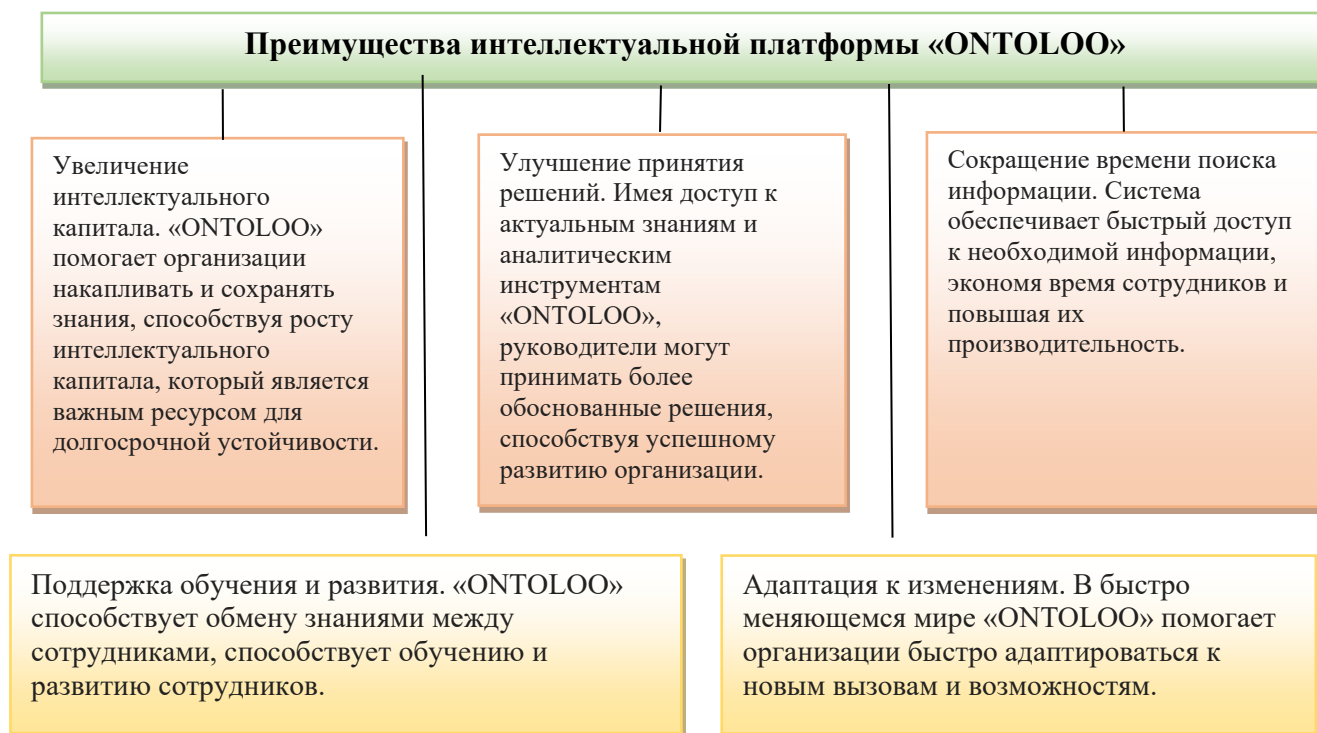 Преимущества интеллектуальной платформы «ONTOLOO»
Увеличение
интеллектуального
капитала. «ONTOLOO»
помогает организации
накапливать и сохранять
знания, способствуя росту
интеллектуального
капитала, который является
важным ресурсом для
долгосрочной устойчивости.
Улучшение принятия
решений. Имея доступ к
актуальным знаниям и
аналитическим
инструментам
«ONTOLOO»,
руководители могут
принимать более
обоснованные решения,
способствуя успешному
развитию организации.
Сокращение времени поиска
информации. Система
обеспечивает быстрый доступ
к необходимой информации,
экономя время сотрудников и
повышая их
производительность.
Поддержка обучения и развития. «ONTOLOO»
способствует обмену знаниями между
сотрудниками, способствует обучению и
развитию сотрудников.
Адаптация к изменениям. В быстро
меняющемся мире «ONTOLOO» помогает
организации быстро адаптироваться к
новым вызовам и возможностям.